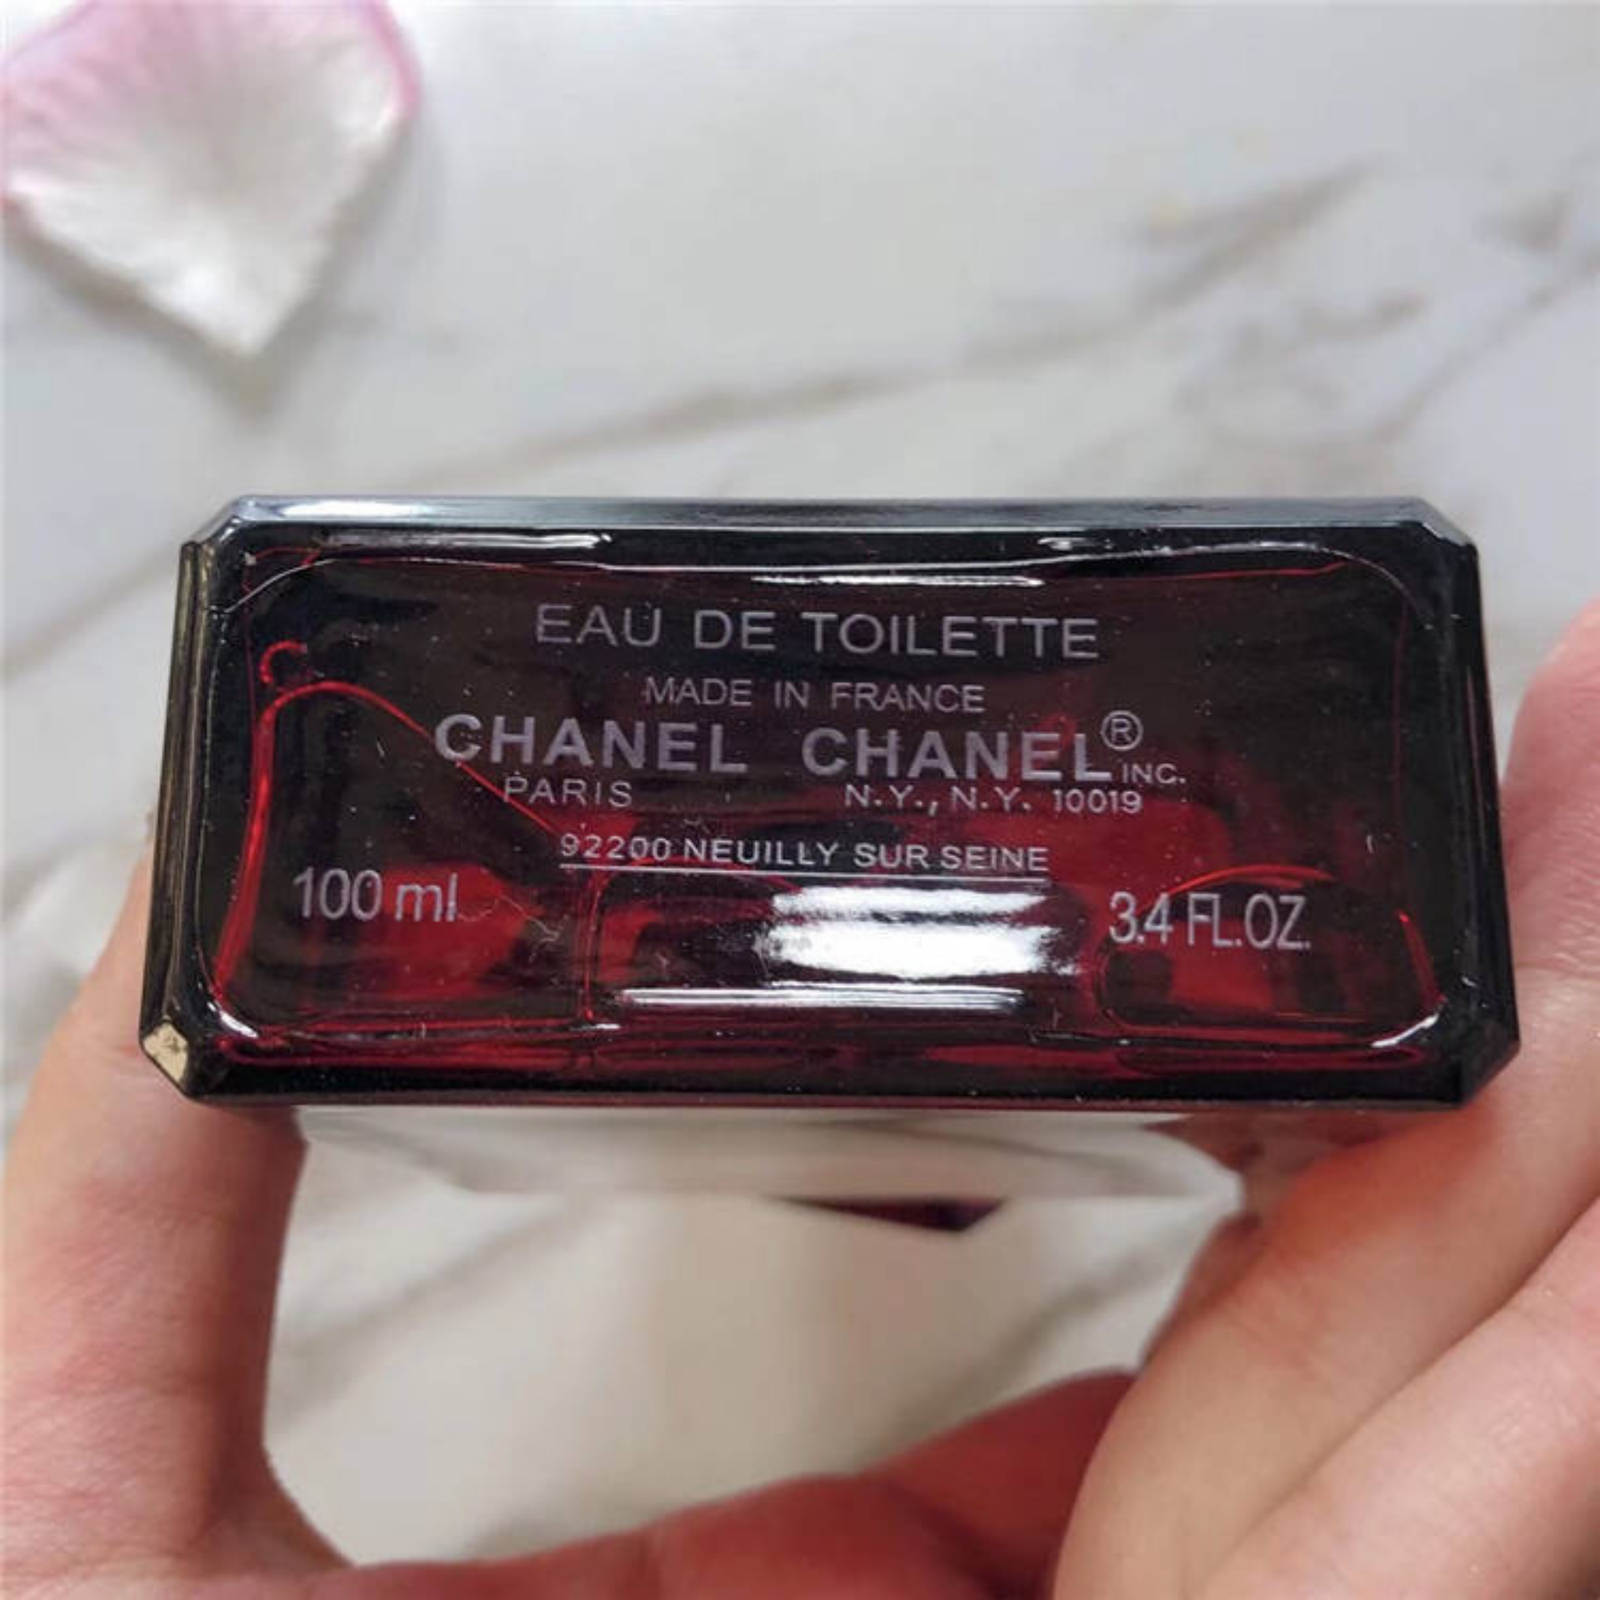 EAU DE TOILETTE
MADE IN FRANCE
CHANEL CHANEL® INC.
PARIS N.Y., N.Y. 10019
92200 NEUILLY SUR SEINE
100 ml 3.4 FL.OZ.